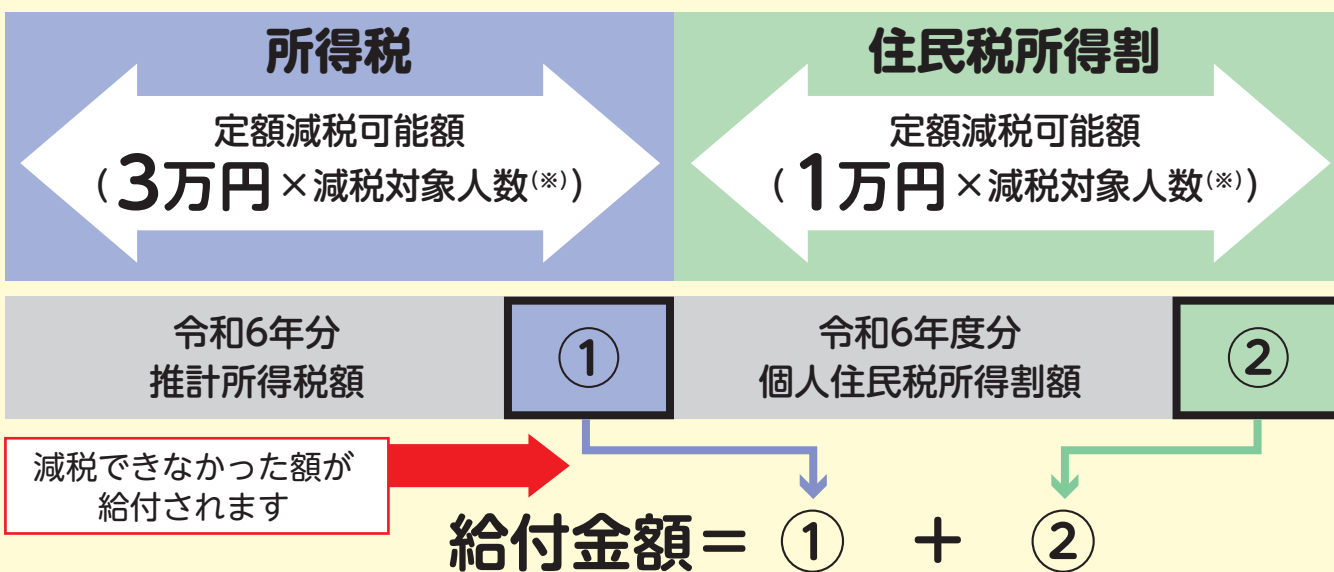 所得税
定額減税可能額
(3万円×減税対象人数(※))
住民税所得割
定額減税可能額
(1万円×減税対象人数(※))
令和6年分
推計所得税額
①
令和6年度分
個人住民税所得割額
②
減税できなかった額が
給付されます
給付金額=①+②